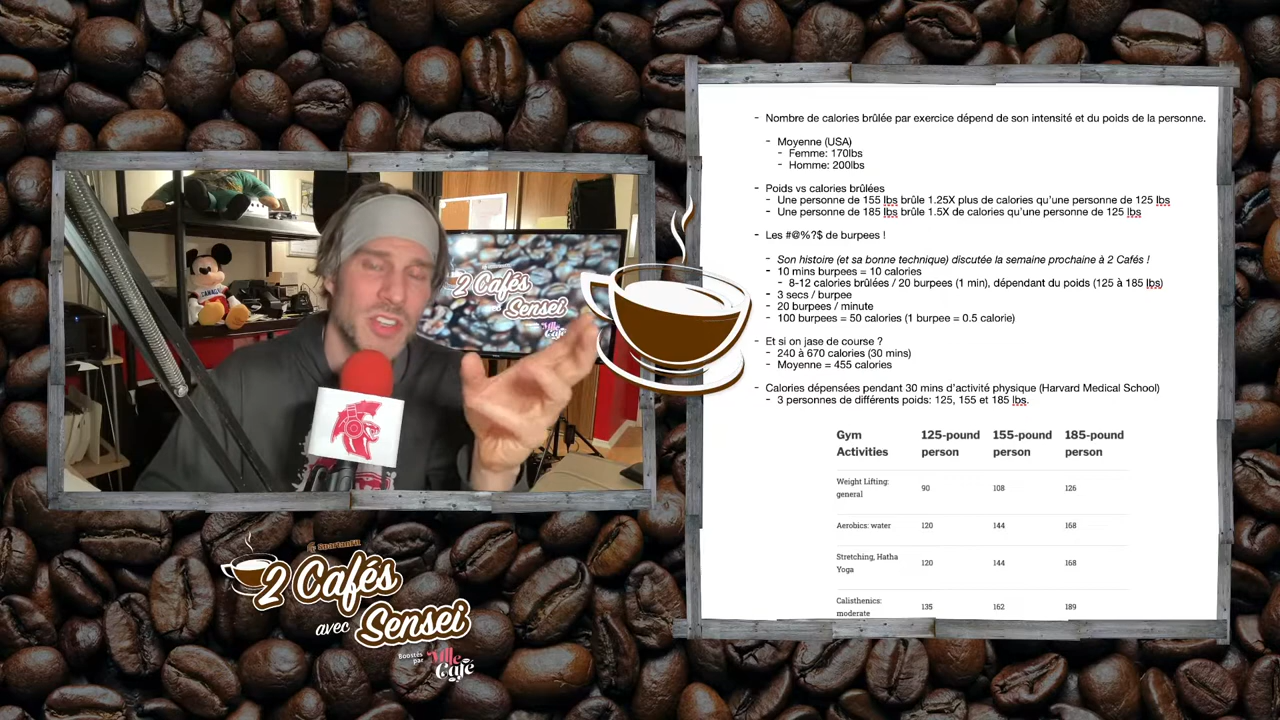 - Nombre de calories brûlée par exercice dépend de son intensité et du poids de la personne.
- Moyenne (USA)
- Femme: 170lbs
- Homme: 200lbs
- Poids vs calories brûlées
- Une personne de 155 lbs brûle 1.25X plus de calories qu'une personne de 125 lbs
- Une personne de 185 lbs brûle 1.5X de calories qu'une personne de 125 lbs
- Les #@%?$ de burpees !
- Son histoire (et sa bonne technique) discutée la semaine prochaine à 2 Cafés !
- 10 mins burpees = 10 calories
- 8-12 calories brûlées / 20 burpees (1 min), dépendant du poids (125 à 185 lbs)
- 3 secs / burpee
- 20 burpees / minute
- 100 burpees = 50 calories (1 burpee = 0.5 calorie)
- Et si on jase de course ?
- 240 à 670 calories (30 mins)
- Moyenne = 455 calories
- Calories dépensées pendant 30 mins d'activité physique (Harvard Medical School)
- 3 personnes de différents poids: 125, 155 et 185 lbs.
Gym Activities 125-pound person 155-pound person 185-pound person
Weight Lifting: general 90 108 126
Aerobics: water 120 144 168
Stretching, Hatha Yoga 120 144 168
Calisthenics: moderate 135 162 189
2 Cafés
avec Sensei
Ville Café
SpartanFit
2 Cafés
avec Sensei
Boostés par Ville Café